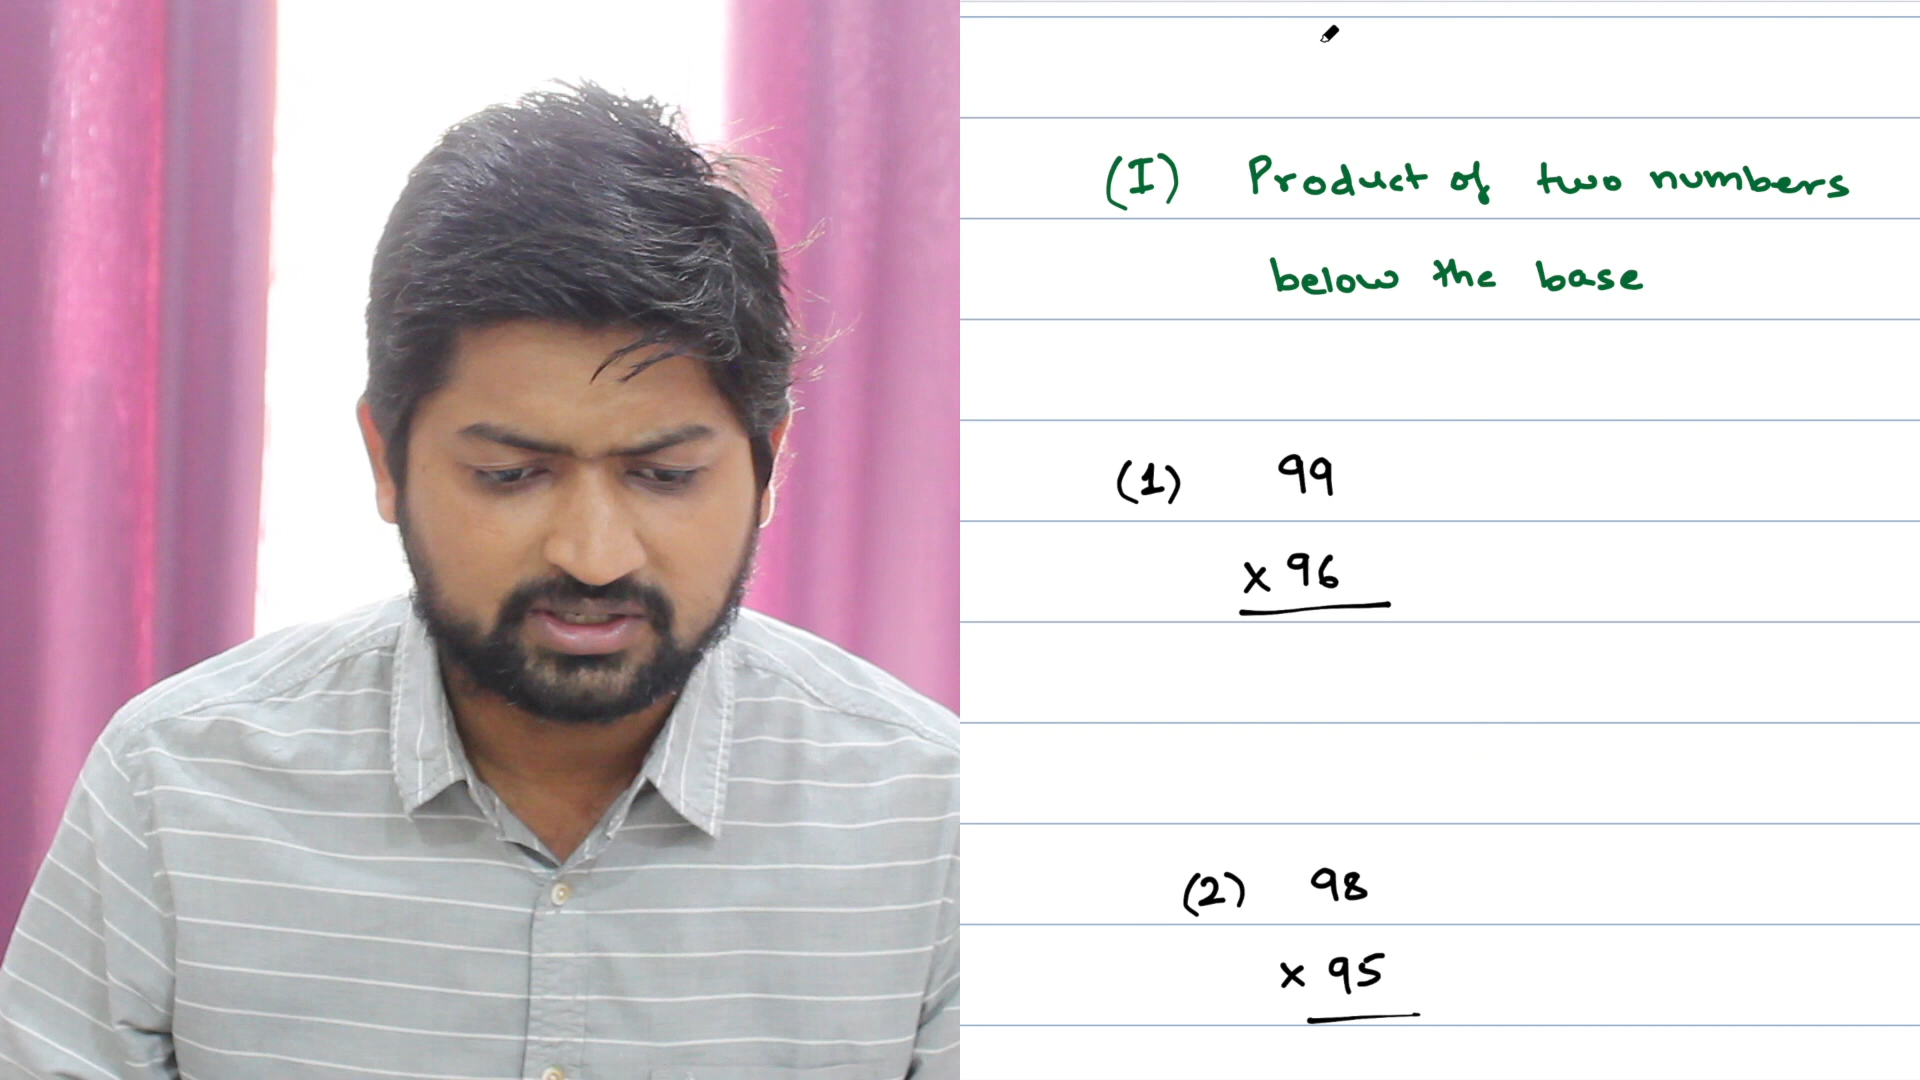 (I) Product of two numbers
below the base
(1) 99
x 96
(2) 98
x 95